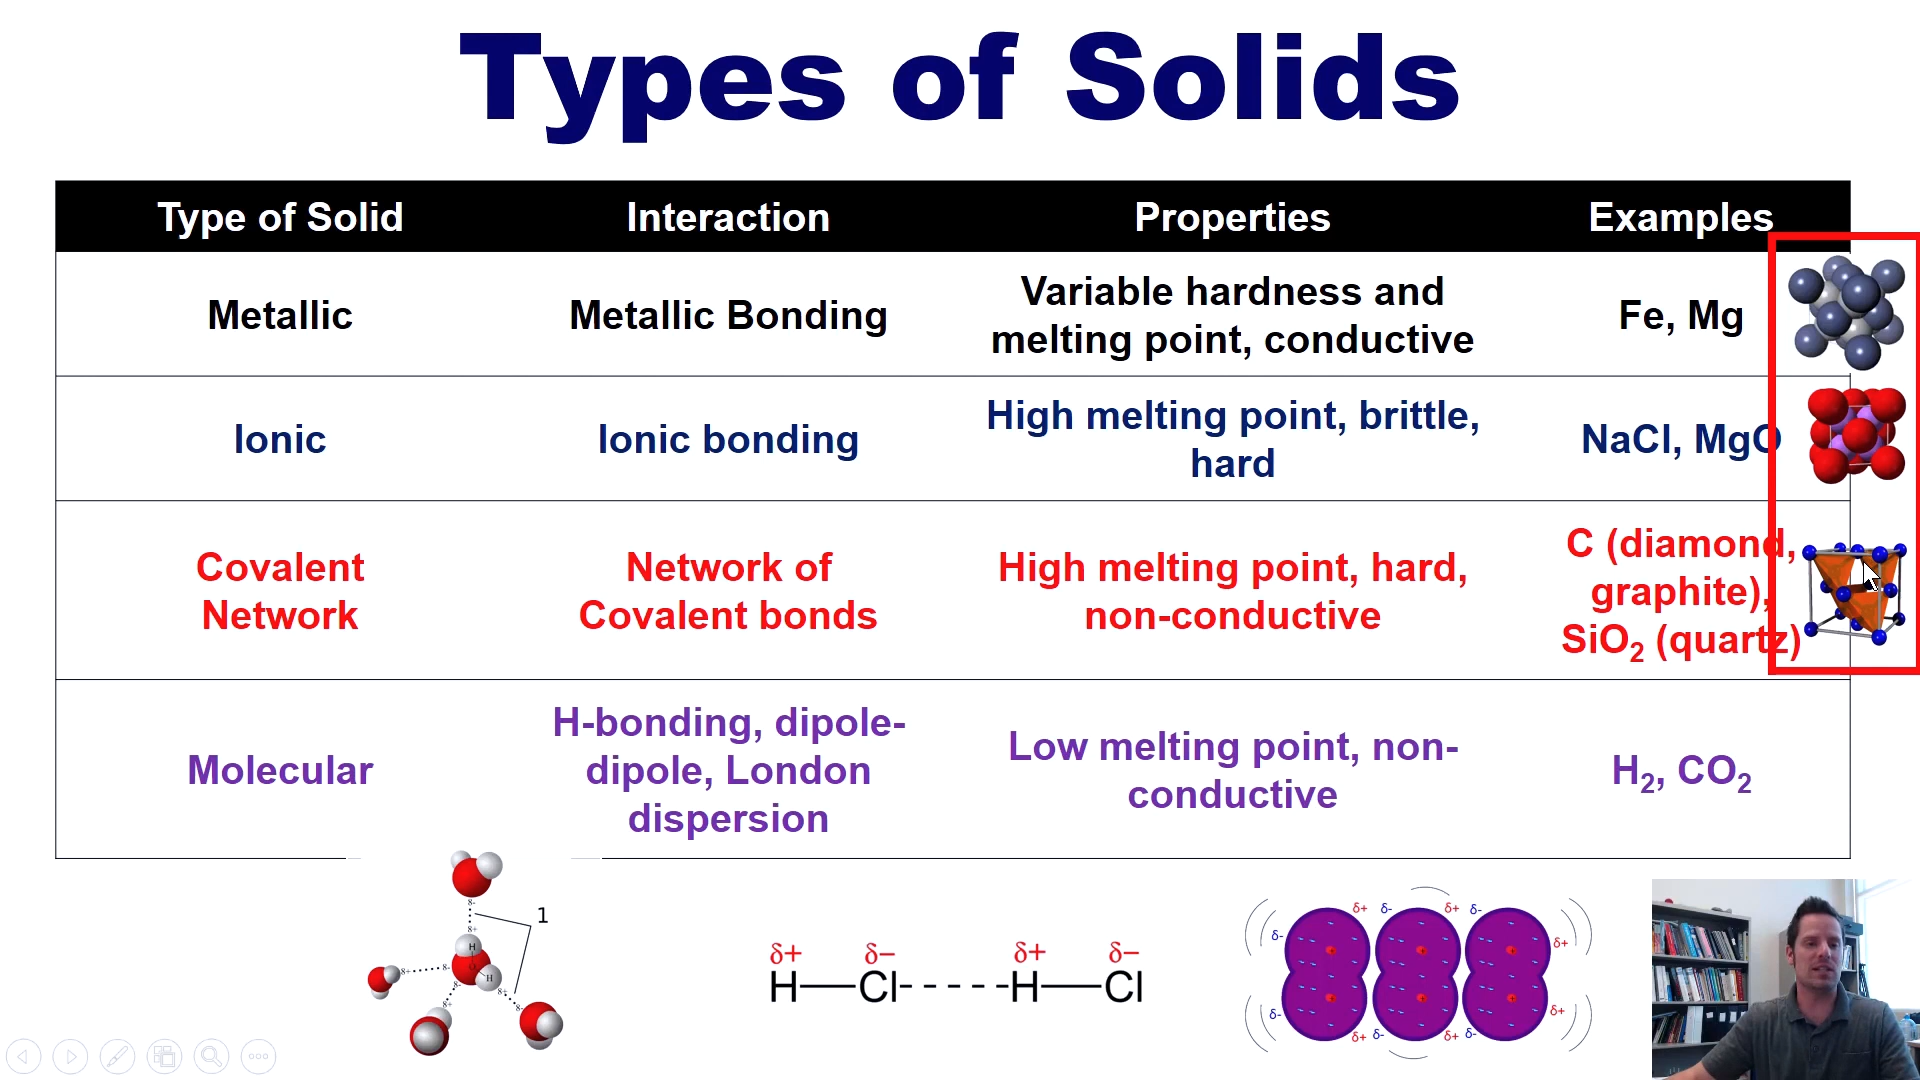 Types of Solids
Type of Solid Interaction Properties Examples
Metallic
Metallic Bonding
Variable hardness and
melting point, conductive
Fe, Mg
Ionic
Ionic bonding
High melting point, brittle,
hard
NaCl, MgO
Covalent
Network
Network of
Covalent bonds
High melting point, hard,
non-conductive
C (diamond,
graphite),
SiO₂ (quartz)
Molecular
H-bonding, dipole-
dipole, London
dispersion
Low melting point, non-
conductive
H₂, CO₂
1
H
H
δ+ δ− δ+ δ−
H Cl H Cl
δ+ δ- δ+ δ-
δ- δ+
δ- δ+
δ+ δ- δ+ δ-